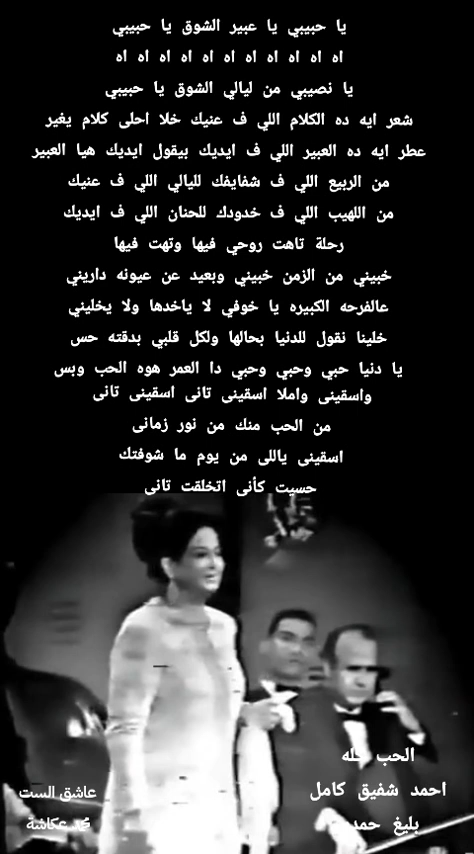 يا حبيبي يا عبير الشوق يا حبيبي
اه اه اه اه اه اه اه اه اه اه اه
يا نصيبي من ليالي الشوق يا حبيبي
شعر ايه ده الكلام اللي ف عنيك خلا احلى كلام يغير
عطر ايه ده العبير اللي ف ايديك بيقول ايديك هيا العبير
من الربيع اللي ف شفايفك لليالي اللي ف عنيك
من اللهيب اللي ف خدودك للحنان اللي ف ايديك
رحلة تاهت روحي فيها وتهت فيها
خبيني من الزمن خبيني وبعيد عن عيونه داريني
عالفرحه الكبيره يا خوفي لا ياخدها ولا يخليني
خلينا نقول للدنيا بحالها ولكل قلبي بدقته حس
يا دنيا حبي وحبي وحبي دا العمر هوه الحب وبس
واسقينى واملا اسقينى تانى اسقينى تانى
من الحب منك من نور زمانى
اسقينى ياللى من يوم ما شوفتك
حسيت كأنى اتخلقت تانى
الحب كله
احمد شفيق كامل
بليغ حمدي
عاشق الست
عكاشة